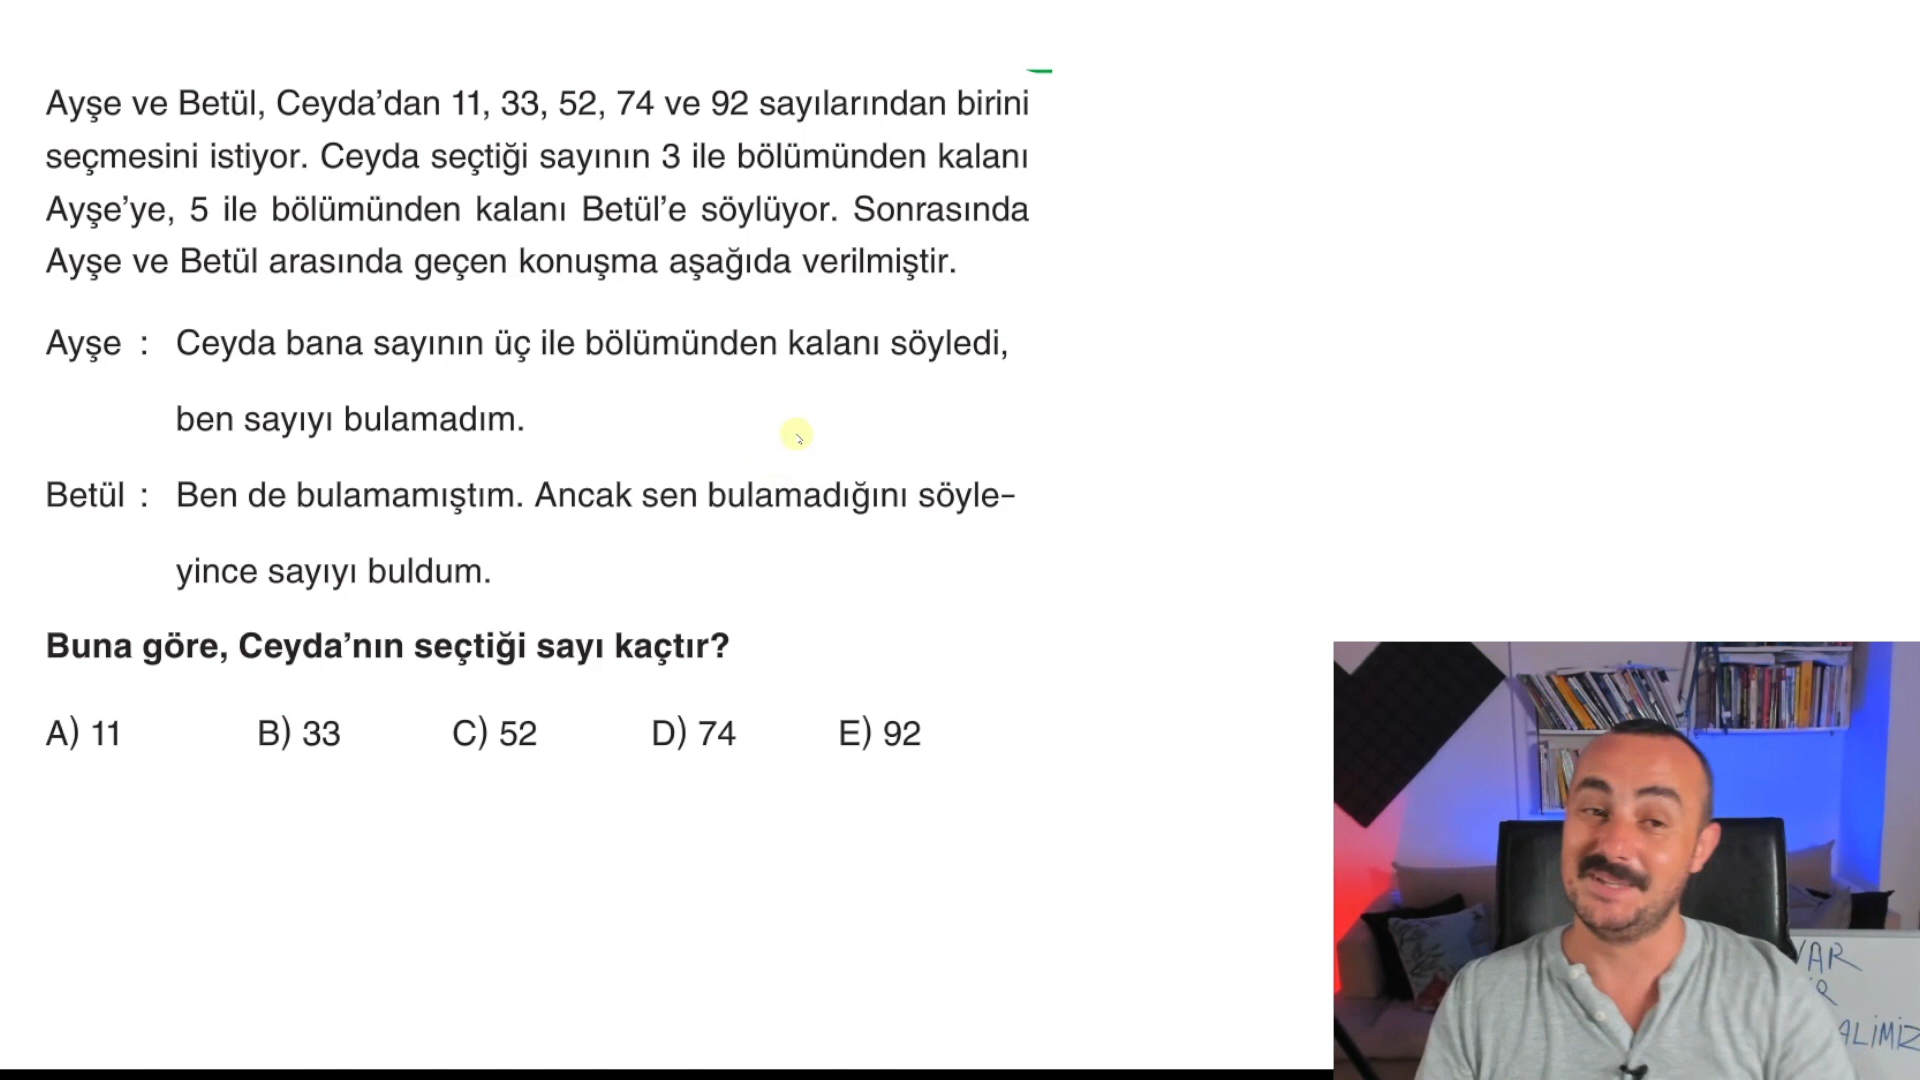 Ayşe ve Betül, Ceyda’dan 11, 33, 52, 74 ve 92 sayılarından birini
seçmesini istiyor. Ceyda seçtiği sayının 3 ile bölümünden kalanı
Ayşe’ye, 5 ile bölümünden kalanı Betül’e söylüyor. Sonrasında
Ayşe ve Betül arasında geçen konuşma aşağıda verilmiştir.
Ayşe : Ceyda bana sayının üç ile bölümünden kalanı söyledi,
ben sayıyı bulamadım.
Betül : Ben de bulamamıştım. Ancak sen bulamadığını söyle-
yince sayıyı buldum.
Buna göre, Ceyda’nın seçtiği sayı kaçtır?
A) 11 B) 33 C) 52 D) 74 E) 92
VAR